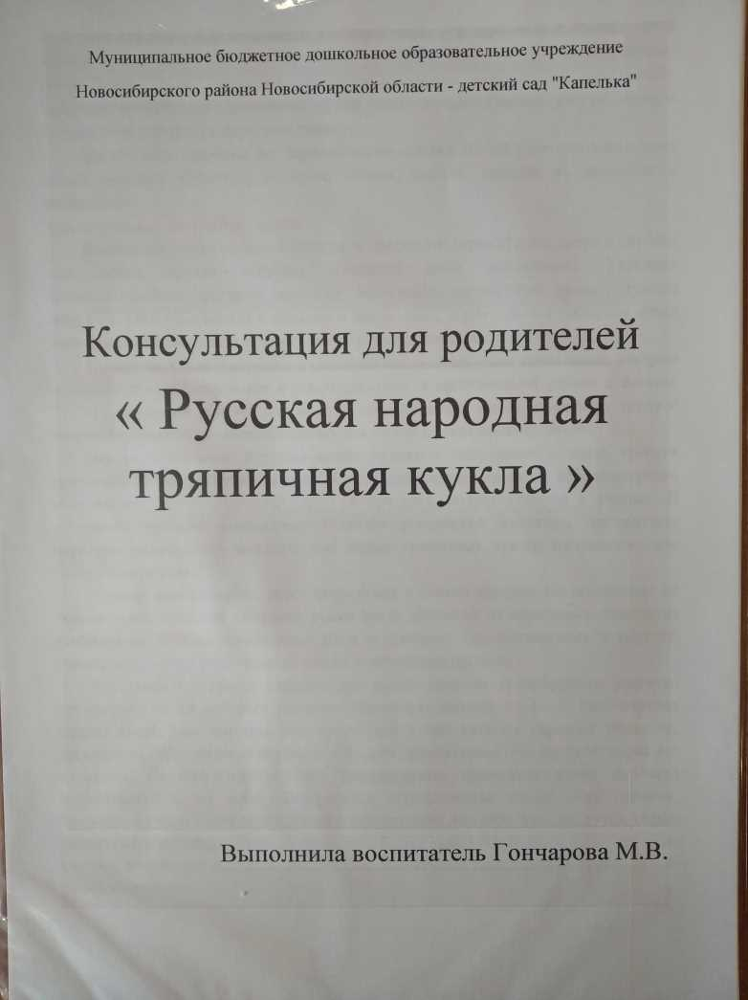 Муниципальное бюджетное дошкольное образовательное учреждение
Новосибирского района Новосибирской области - детский сад "Капелька"
Консультация для родителей
« Русская народная
тряпичная кукла »
Выполнила воспитатель Гончарова М.В.